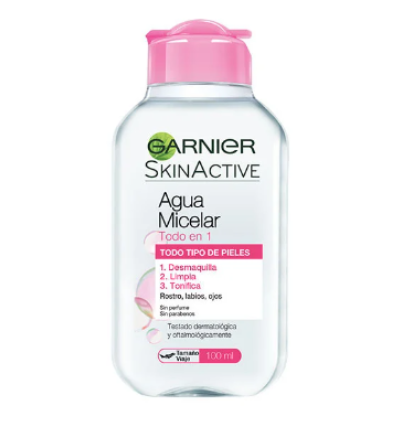 GARNIER
SKINACTIVE
Agua
Micelar
Todo en 1
TODO TIPO DE PIELES
1. Desmaquilla
2. Limpia
3. Tonifica
Rostro, labios, ojos
Sin perfume
Sin parabenos
Testado dermatológica
y oftalmológicamente
Tamaño
Viaje
100 ml